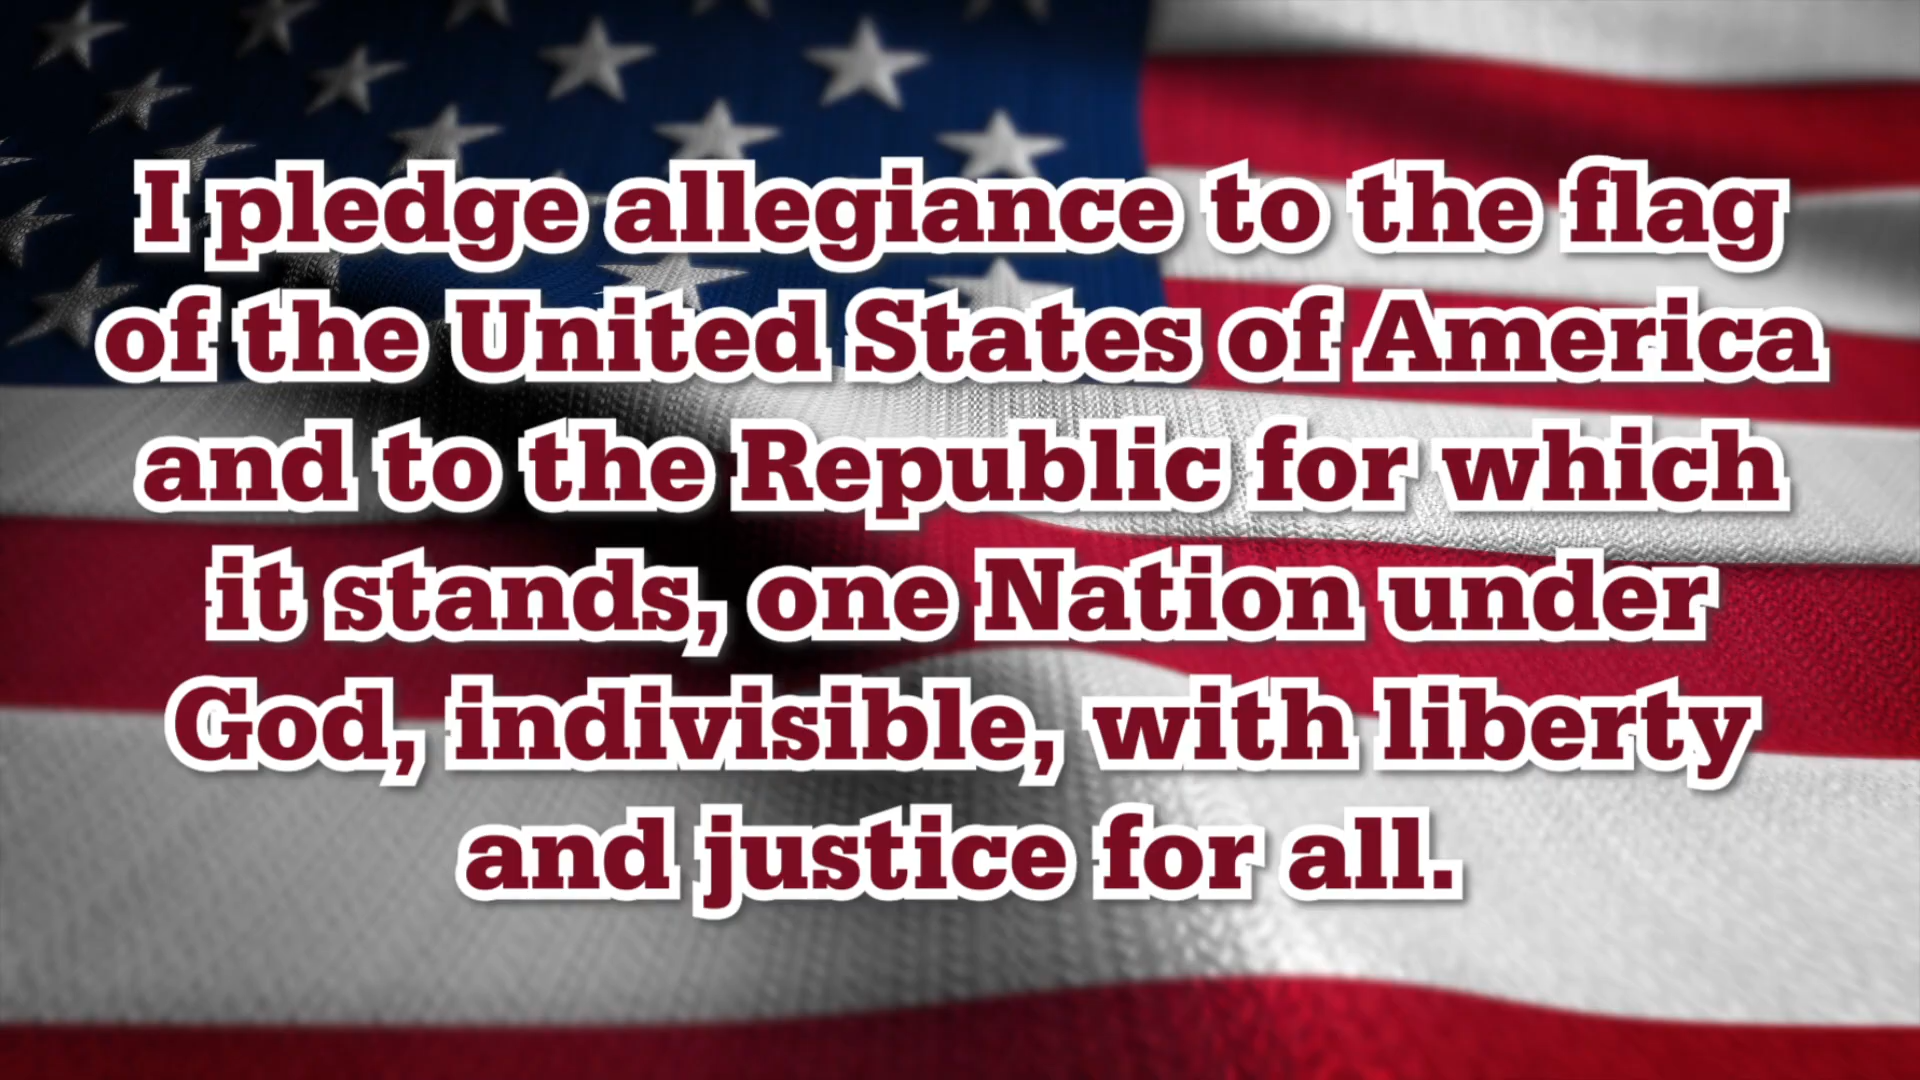 I pledge allegiance to the flag
of the United States of America
and to the Republic for which
it stands, one Nation under
God, indivisible, with liberty
and justice for all.